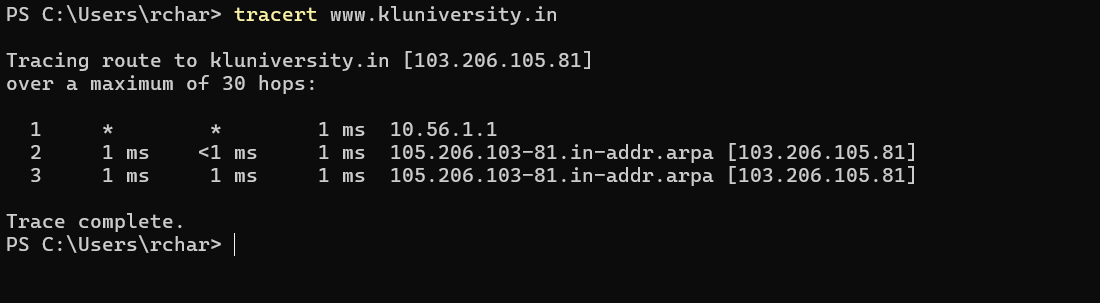 PS C:\Users\rchar> tracert www.kluniversity.in
Tracing route to kluniversity.in [103.206.105.81]
over a maximum of 30 hops:
  1     *        *        1 ms  10.56.1.1
  2     1 ms    <1 ms     1 ms  105.206.103-81.in-addr.arpa [103.206.105.81]
  3     1 ms     1 ms     1 ms  105.206.103-81.in-addr.arpa [103.206.105.81]
Trace complete.
PS C:\Users\rchar>